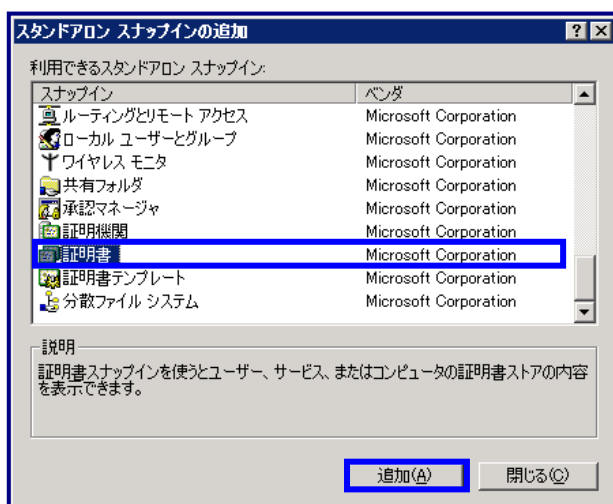 スタンドアロン スナップインの追加
利用できるスタンドアロン スナップイン:
スナップイン ベンダ
ルーティングとリモート アクセス Microsoft Corporation
ローカル ユーザーとグループ Microsoft Corporation
ワイヤレス モニタ Microsoft Corporation
共有フォルダ Microsoft Corporation
承認マネージャ Microsoft Corporation
証明機関 Microsoft Corporation
証明書 Microsoft Corporation
証明書テンプレート Microsoft Corporation
分散ファイル システム Microsoft Corporation
説明
証明書スナップインを使うとユーザー、サービス、またはコンピュータの証明書ストアの内容
を表示できます。
追加(A) 閉じる(C)